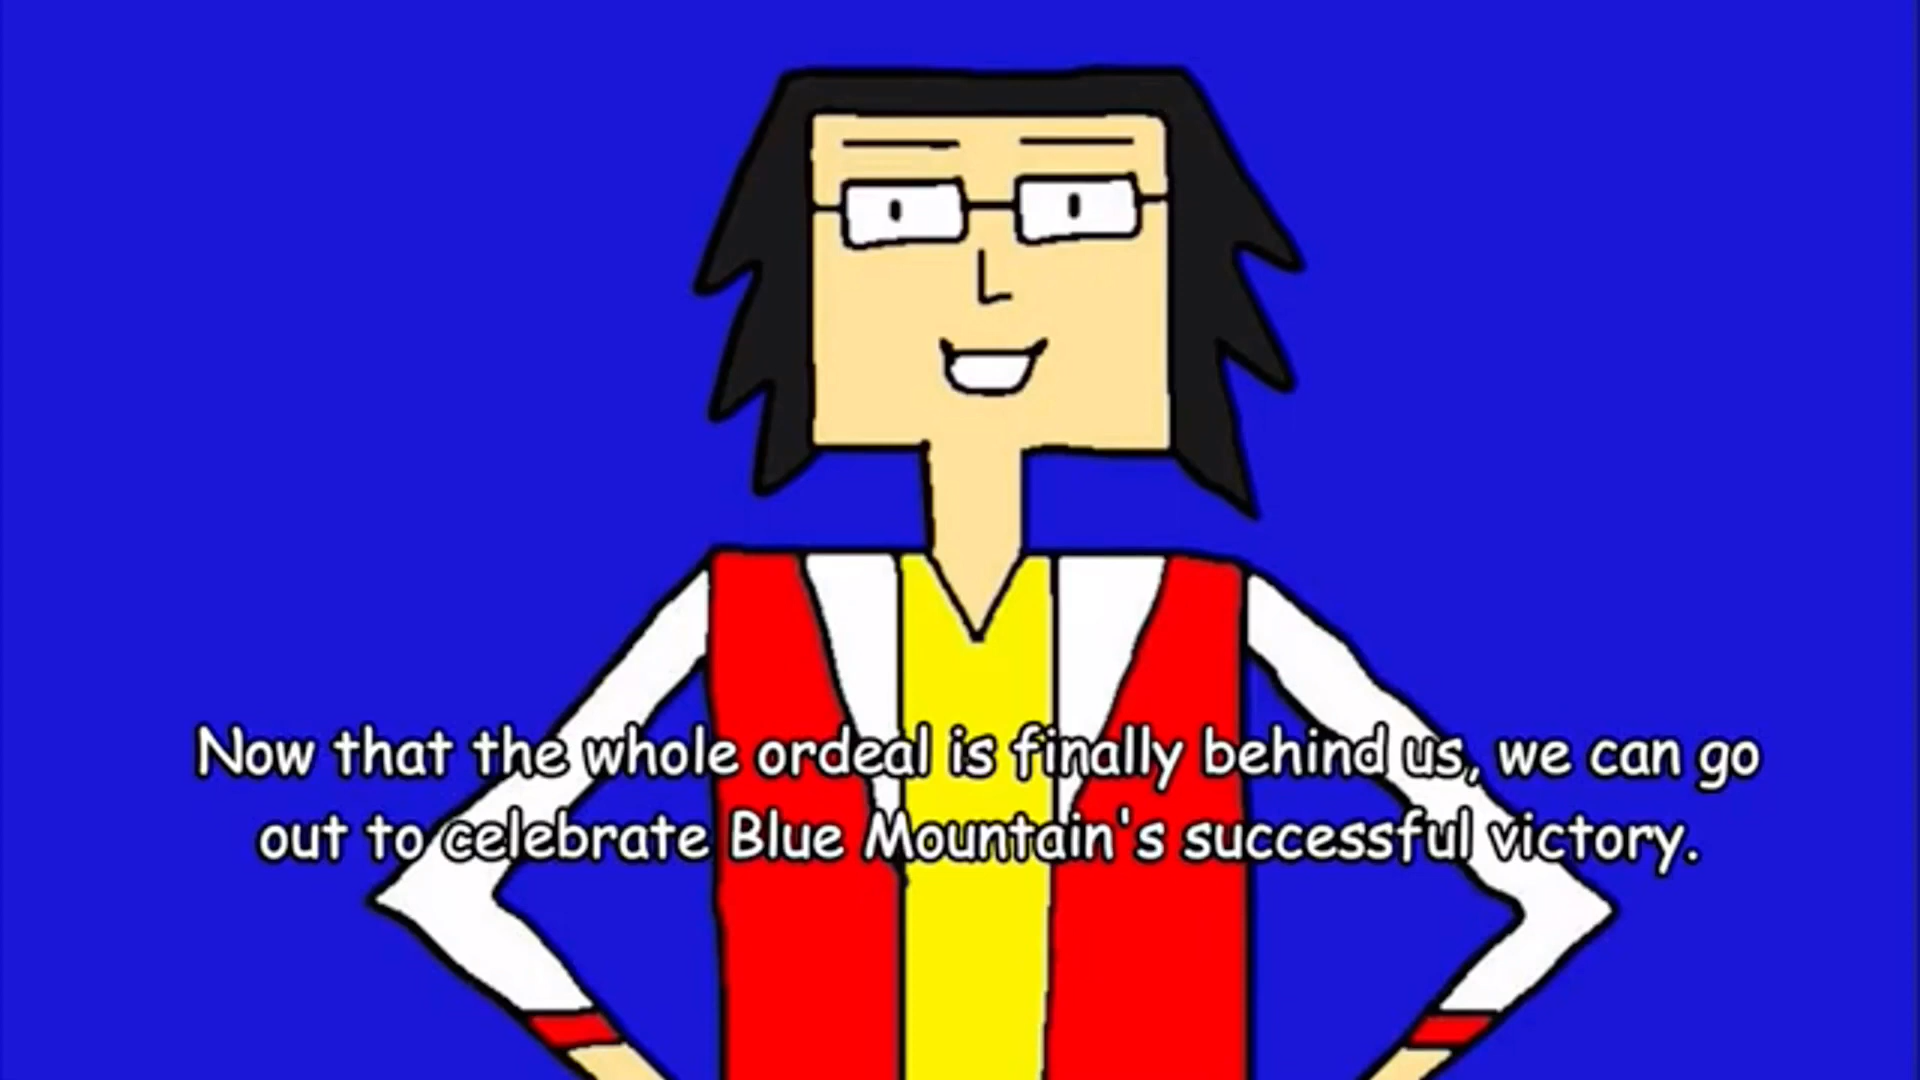 Now that the whole ordeal is finally behind us, we can go
out to celebrate Blue Mountain's successful victory.